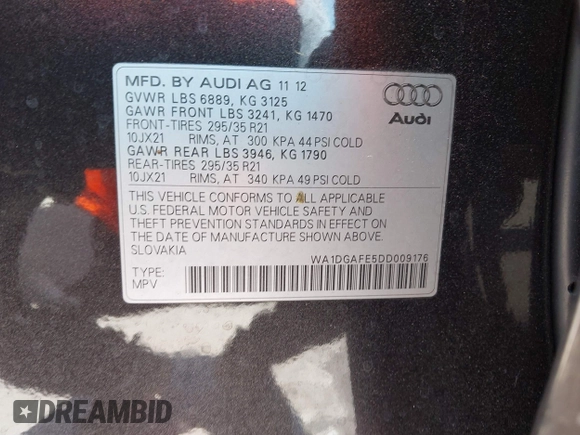 MFD. BY AUDI AG 11 12
GVWR LBS 6889, KG 3125
GAWR FRONT LBS 3241, KG 1470
FRONT-TIRES 295/35 R21
10JX21 RIMS, AT 300 KPA 44 PSI COLD
GAWR REAR LBS 3946, KG 1790
REAR-TIRES 295/35 R21
10JX21 RIMS, AT 340 KPA 49 PSI COLD
Audi
THIS VEHICLE CONFORMS TO ALL APPLICABLE
U.S. FEDERAL MOTOR VEHICLE SAFETY AND
THEFT PREVENTION STANDARDS IN EFFECT ON
THE DATE OF MANUFACTURE SHOWN ABOVE.
SLOVAKIA
WA1DGAFE5DD009176
TYPE:
MPV
DREAMBID